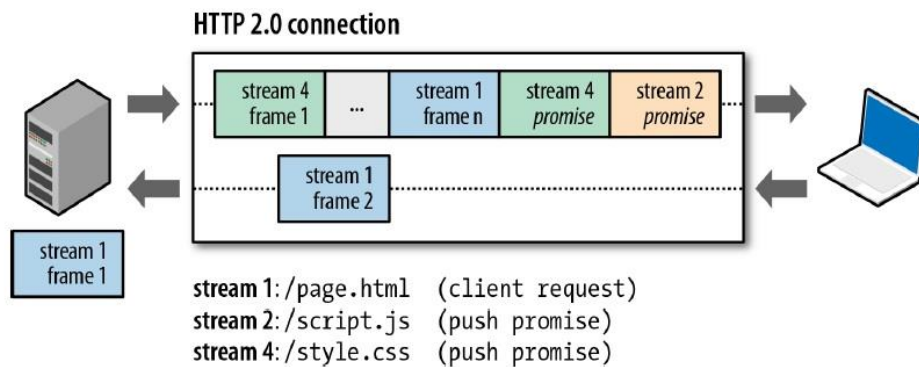 HTTP 2.0 connection
stream 4
frame 1
...
stream 1
frame n
stream 4
promise
stream 2
promise
stream 1
frame 2
stream 1
frame 1
stream 1: /page.html (client request)
stream 2: /script.js (push promise)
stream 4: /style.css (push promise)